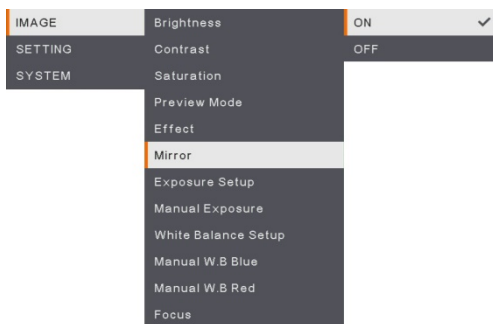 IMAGE
SETTING
SYSTEM
Brightness
Contrast
Saturation
Preview Mode
Effect
Mirror
Exposure Setup
Manual Exposure
White Balance Setup
Manual W.B Blue
Manual W.B Red
Focus
ON
OFF